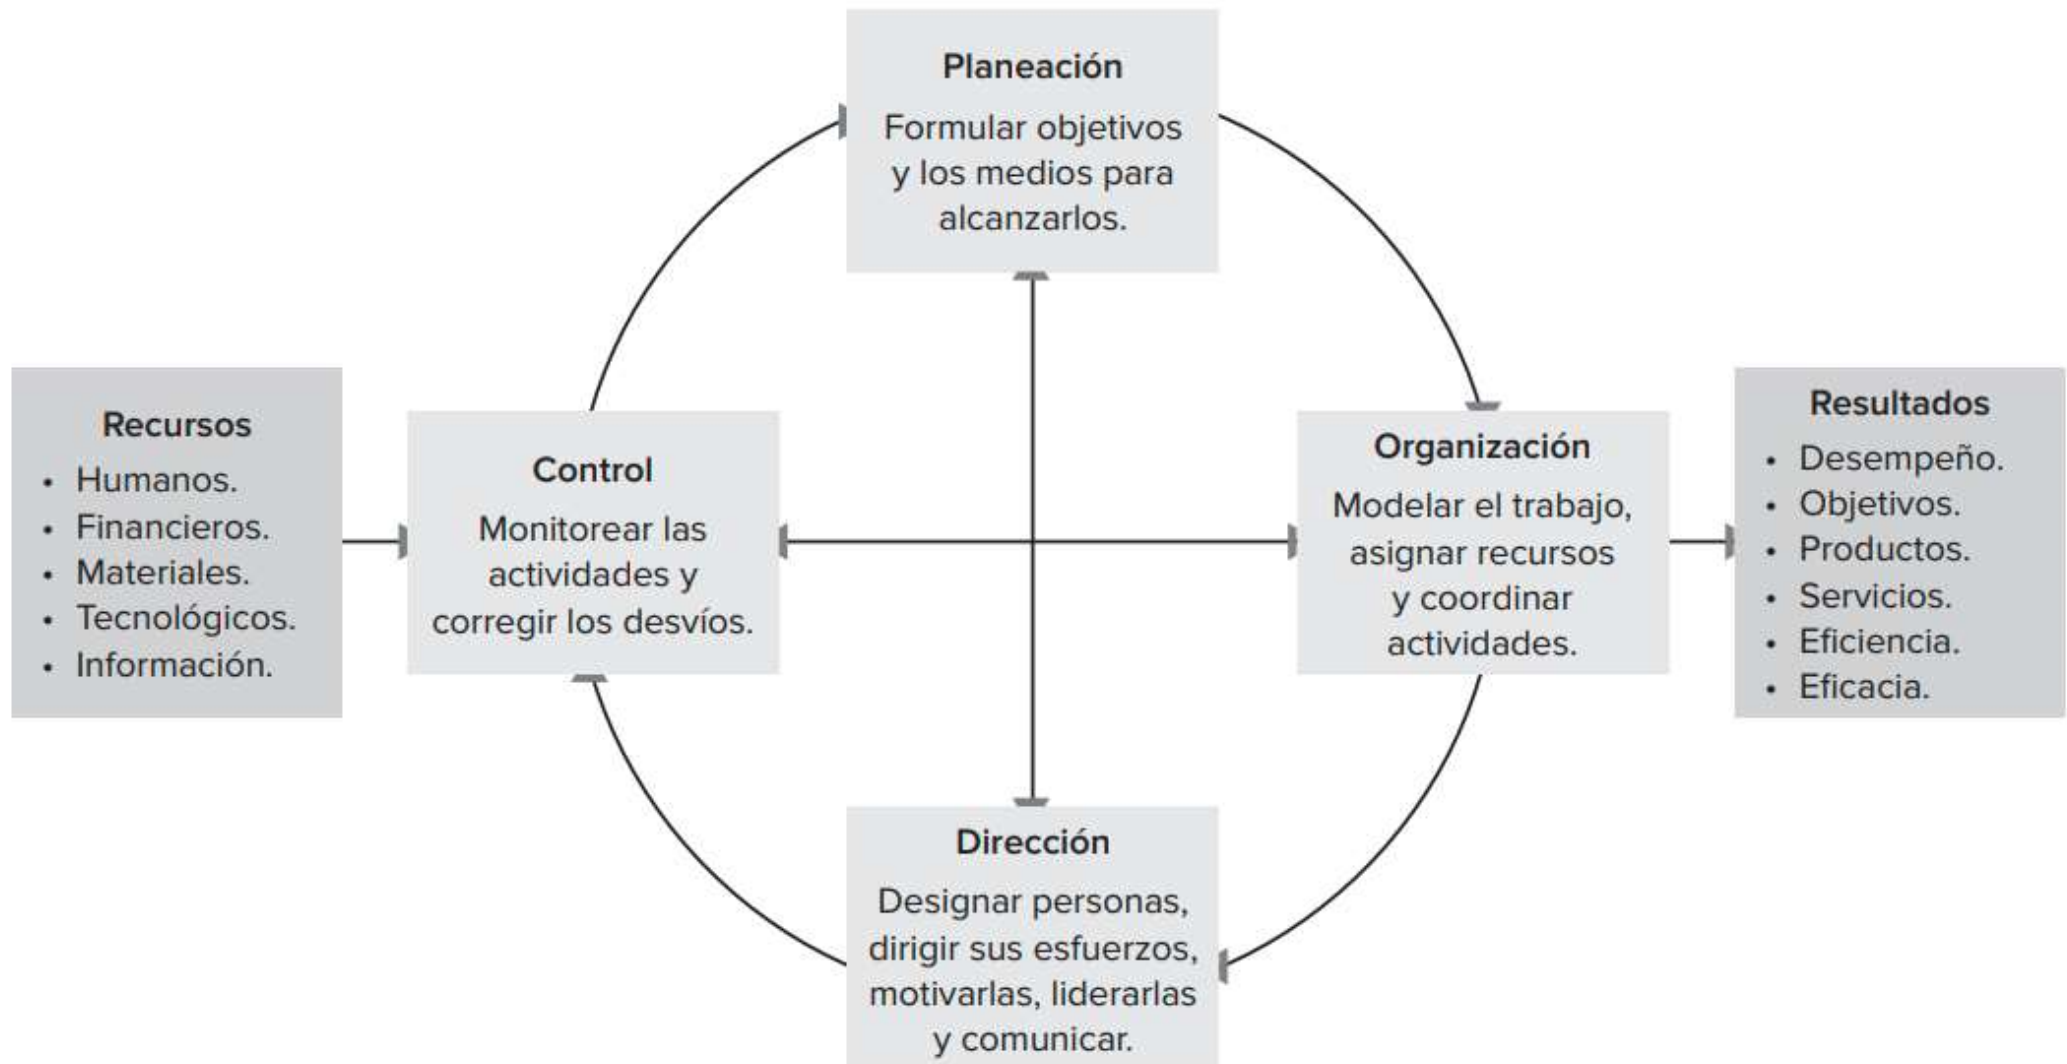 Planeación
Formular objetivos
y los medios para
alcanzarlos.
Recursos
• Humanos.
• Financieros.
• Materiales.
• Tecnológicos.
• Información.
Control
Monitorear las
actividades y
corregir los desvíos.
Organización
Modelar el trabajo,
asignar recursos
y coordinar
actividades.
Resultados
• Desempeño.
• Objetivos.
• Productos.
• Servicios.
• Eficiencia.
• Eficacia.
Dirección
Designar personas,
dirigir sus esfuerzos,
motivarlas, liderarlas
y comunicar.